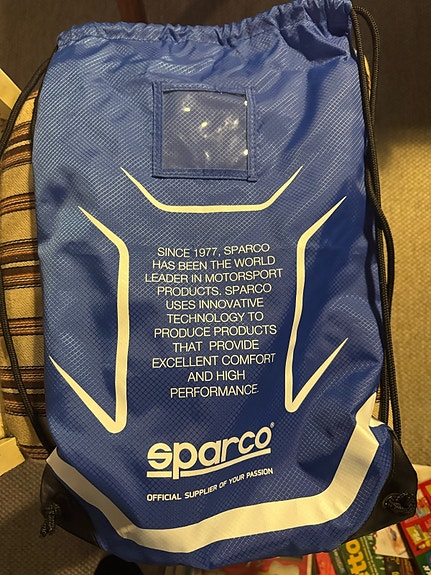 SINCE 1977, SPARCO
HAS BEEN THE WORLD
LEADER IN MOTORSPORT
PRODUCTS. SPARCO
USES INNOVATIVE
TECHNOLOGY TO
PRODUCE PRODUCTS
THAT PROVIDE
EXCELLENT COMFORT
AND HIGH
PERFORMANCE.
sparco®
OFFICIAL SUPPLIER OF YOUR PASSION